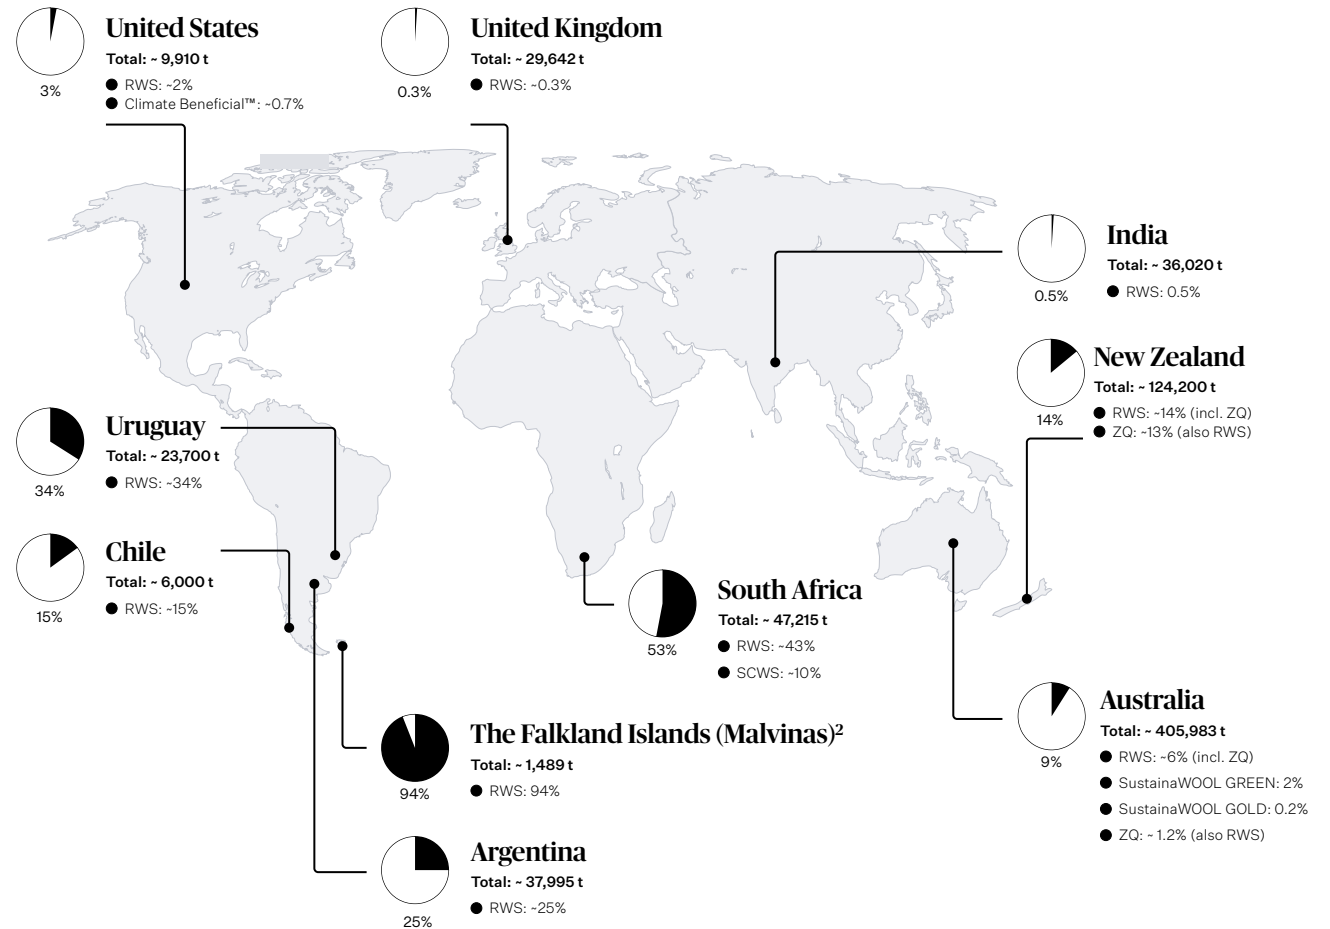 United States
Total: ~ 9,910 t
RWS: ~2%
Climate Beneficial™: ~0.7%
3%
United Kingdom
Total: ~ 29,642 t
RWS: ~0.3%
0.3%
India
Total: ~ 36,020 t
RWS: 0.5%
0.5%
New Zealand
Total: ~ 124,200 t
RWS: ~14% (incl. ZQ)
ZQ: ~13% (also RWS)
14%
Uruguay
Total: ~ 23,700 t
RWS: ~34%
34%
Chile
Total: ~ 6,000 t
RWS: ~15%
15%
South Africa
Total: ~ 47,215 t
RWS: ~43%
SCWS: ~10%
53%
The Falkland Islands (Malvinas)²
Total: ~ 1,489 t
RWS: 94%
94%
Australia
Total: ~ 405,983 t
RWS: ~6% (incl. ZQ)
SustainaWOOL GREEN: 2%
SustainaWOOL GOLD: 0.2%
ZQ: ~ 1.2% (also RWS)
9%
Argentina
Total: ~ 37,995 t
RWS: ~25%
25%